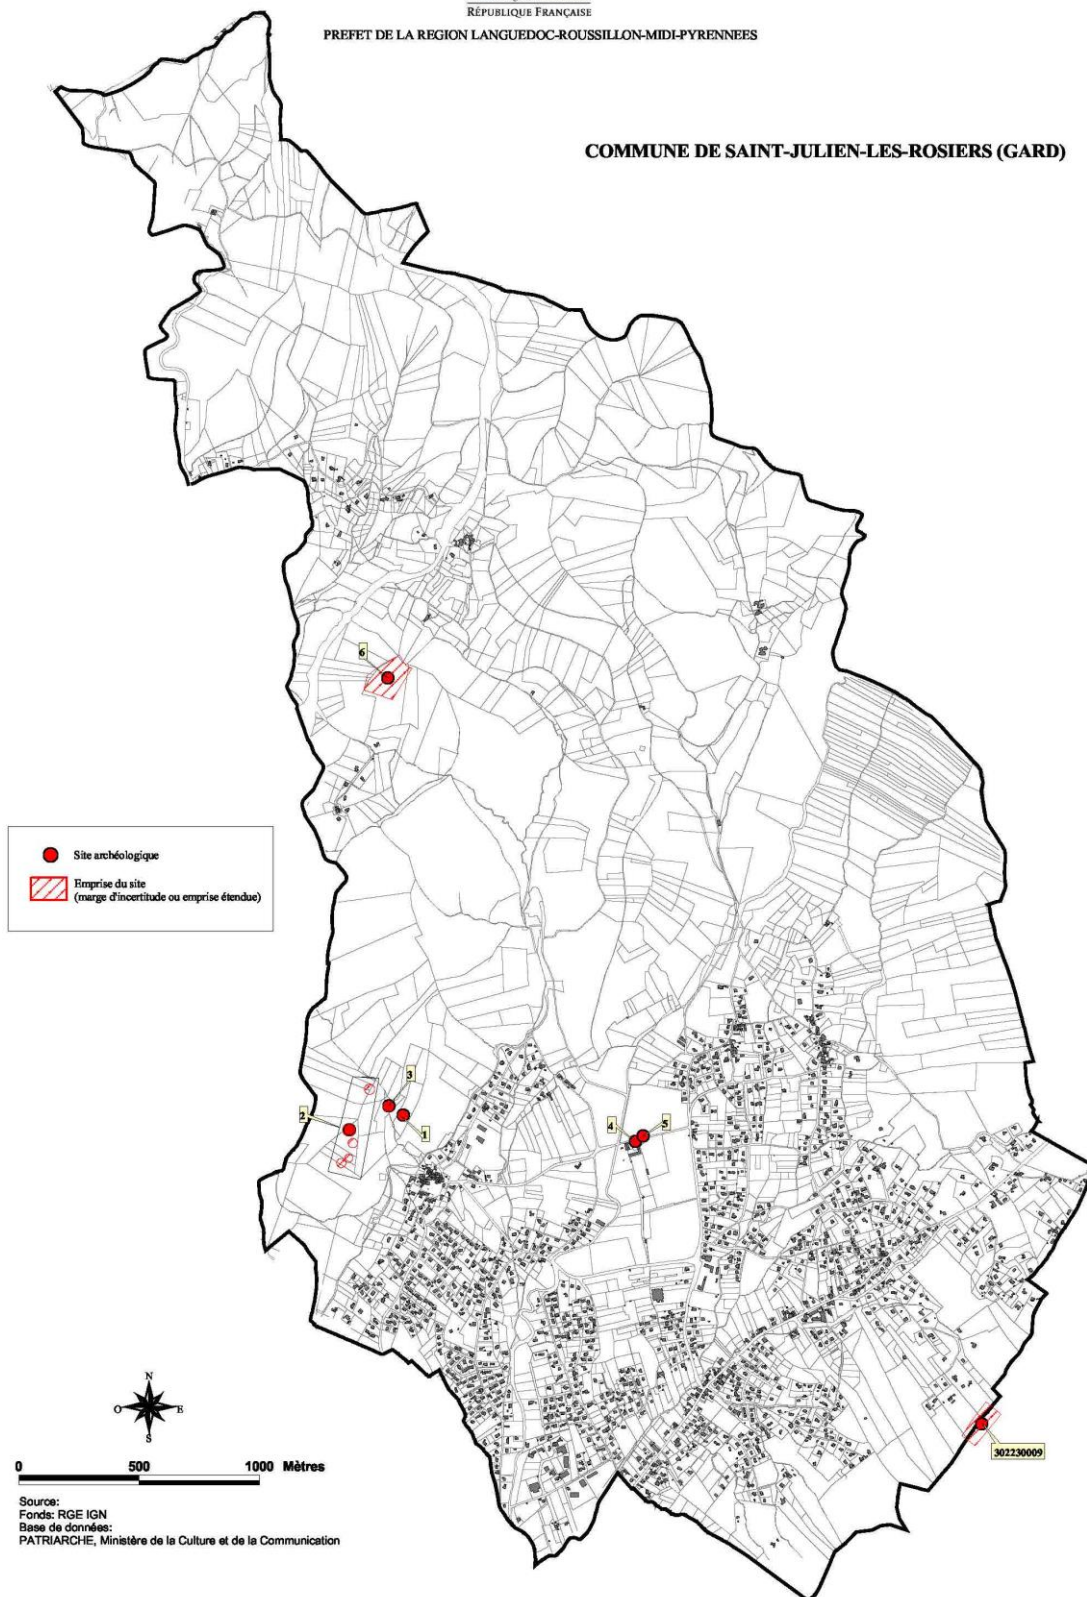 RÉPUBLIQUE FRANÇAISE
PREFET DE LA REGION LANGUEDOC-ROUSSILLON-MIDI-PYRENNEES
COMMUNE DE SAINT-JULIEN-LES-ROSIERS (GARD)
6
Site archéologique
Emprise du site
(marge d'incertitude ou emprise étendue)
3
2
1
4
5
N
O
E
S
302230009
0 500 1000 Mètres
Source:
Fonds: RGE IGN
Base de données:
PATRIARCHE, Ministère de la Culture et de la Communication